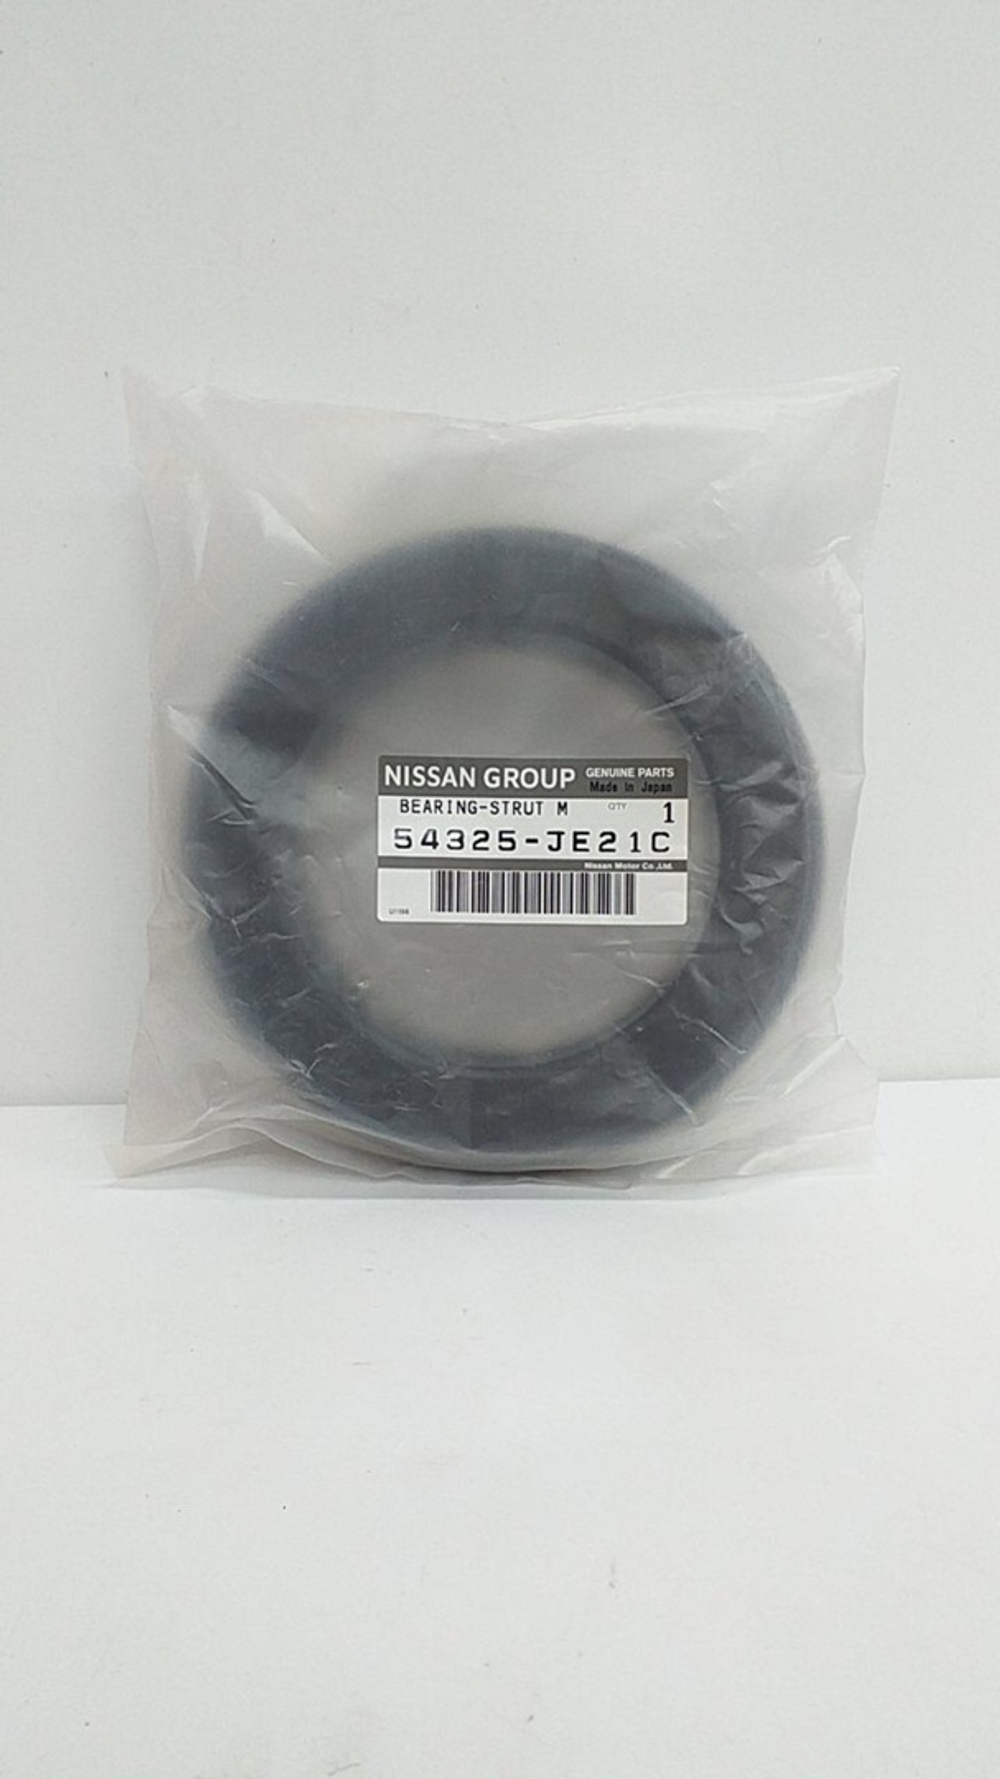 NISSAN GROUP GENUINE PARTS
Made In Japan
BEARING-STRUT M QTY 1
54325-JE21C
Nissan Motor Co.,Ltd.